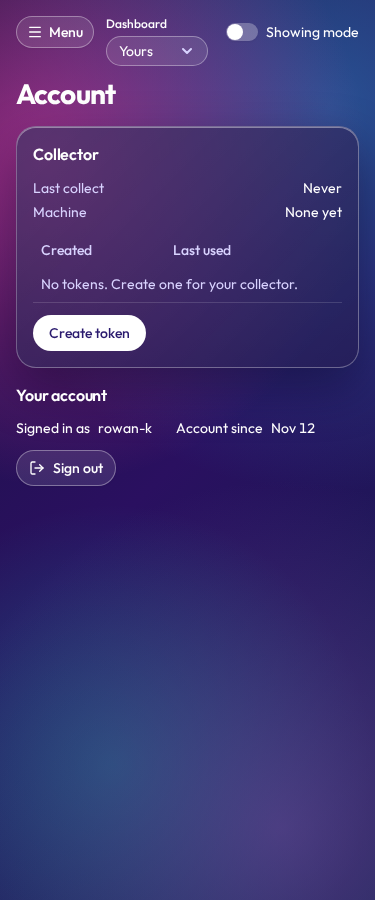 Menu
Dashboard
Yours
Showing mode
Account
Collector
Last collect Never
Machine None yet
Created Last used
No tokens. Create one for your collector.
Create token
Your account
Signed in as rowan-k Account since Nov 12
Sign out